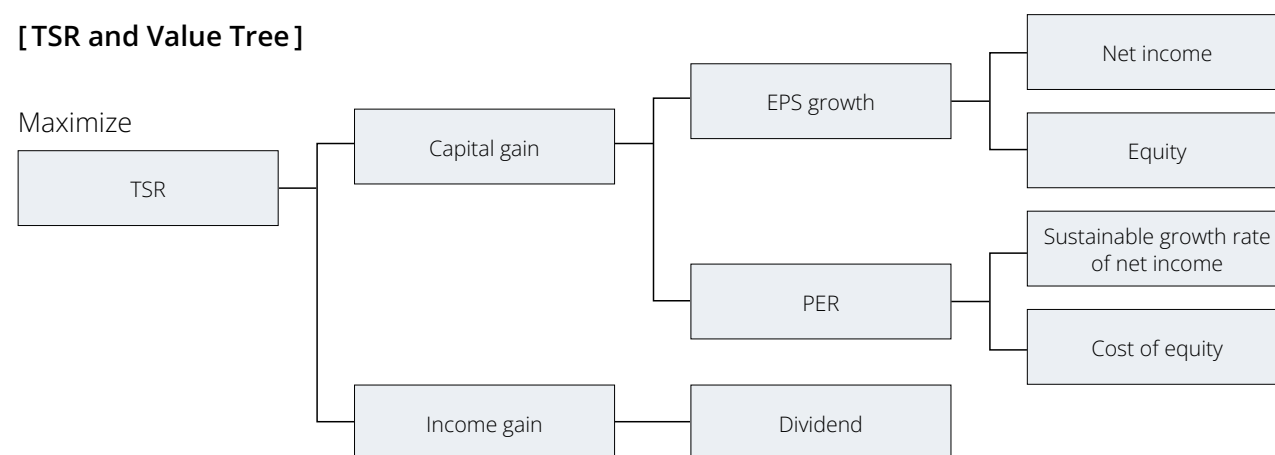 [TSR and Value Tree]
Maximize
TSR
Capital gain
Income gain
EPS growth
PER
Dividend
Net income
Equity
Sustainable growth rate
of net income
Cost of equity